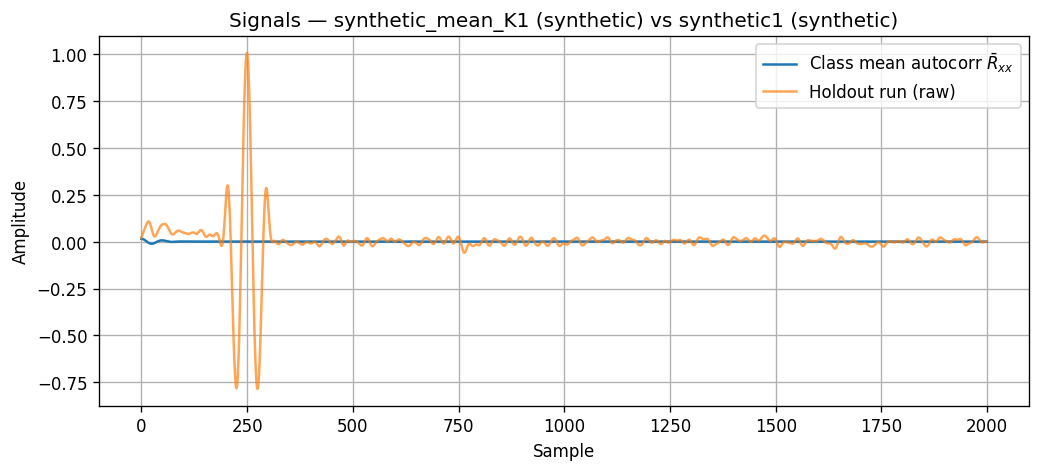 Signals — synthetic_mean_K1 (synthetic) vs synthetic1 (synthetic)
Class mean autocorr R̄xx
Holdout run (raw)
Amplitude
1.00
0.75
0.50
0.25
0.00
−0.25
−0.50
−0.75
0 250 500 750 1000 1250 1500 1750 2000
Sample